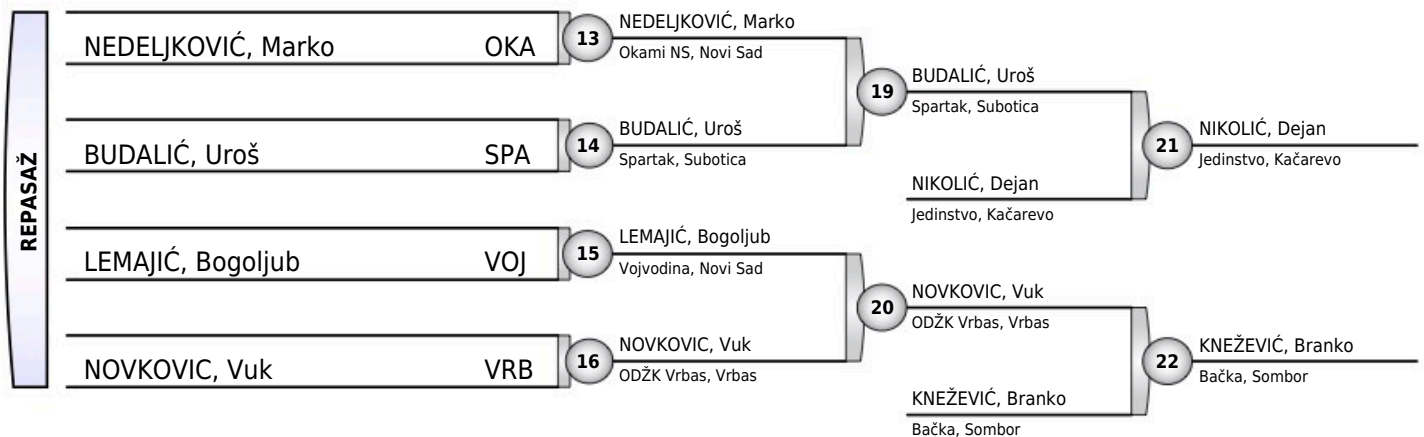 REPASAŽ
NEDELJKOVIĆ, Marko OKA
BUDALIĆ, Uroš SPA
LEMAJIĆ, Bogoljub VOJ
NOVKOVIC, Vuk VRB
13
NEDELJKOVIĆ, Marko
Okami NS, Novi Sad
14
BUDALIĆ, Uroš
Spartak, Subotica
15
LEMAJIĆ, Bogoljub
Vojvodina, Novi Sad
16
NOVKOVIC, Vuk
ODŽK Vrbas, Vrbas
19
BUDALIĆ, Uroš
Spartak, Subotica
NIKOLIĆ, Dejan
Jedinstvo, Kačarevo
20
NOVKOVIC, Vuk
ODŽK Vrbas, Vrbas
KNEŽEVIĆ, Branko
Bačka, Sombor
21
NIKOLIĆ, Dejan
Jedinstvo, Kačarevo
22
KNEŽEVIĆ, Branko
Bačka, Sombor